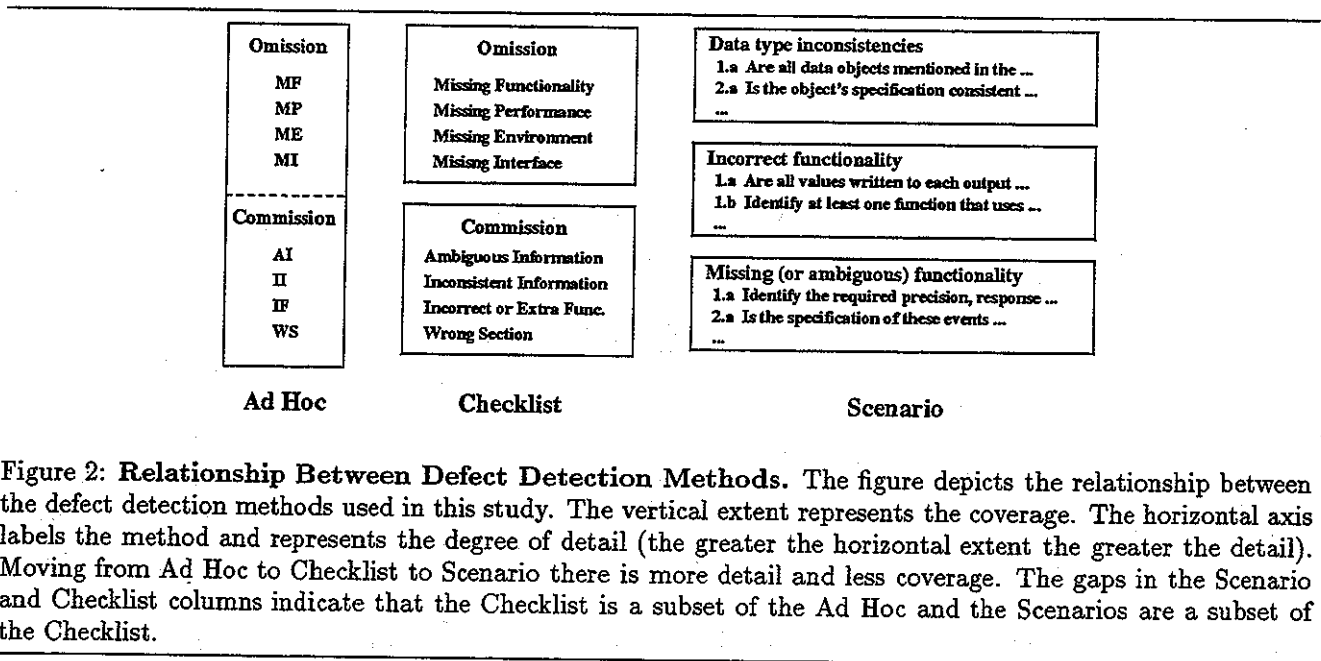 Omission
MF
MP
ME
MI
Commission
AI
II
IF
WS
Ad Hoc
Omission
Missing Functionality
Missing Performance
Missing Environment
Misisng Interface
Commission
Ambiguous Information
Inconsistent Information
Incorrect or Extra Func.
Wrong Section
Checklist
Data type inconsistencies
1.a Are all data objects mentioned in the ...
2.a Is the object's specification consistent ...
...
Incorrect functionality
1.a Are all values written to each output ...
1.b Identify at least one function that uses ...
...
Missing (or ambiguous) functionality
1.a Identify the required precision, response ...
2.a Is the specification of these events ...
...
Scenario
Figure 2: Relationship Between Defect Detection Methods. The figure depicts the relationship between
the defect detection methods used in this study. The vertical extent represents the coverage. The horizontal axis
labels the method and represents the degree of detail (the greater the horizontal extent the greater the detail).
Moving from Ad Hoc to Checklist to Scenario there is more detail and less coverage. The gaps in the Scenario
and Checklist columns indicate that the Checklist is a subset of the Ad Hoc and the Scenarios are a subset of
the Checklist.